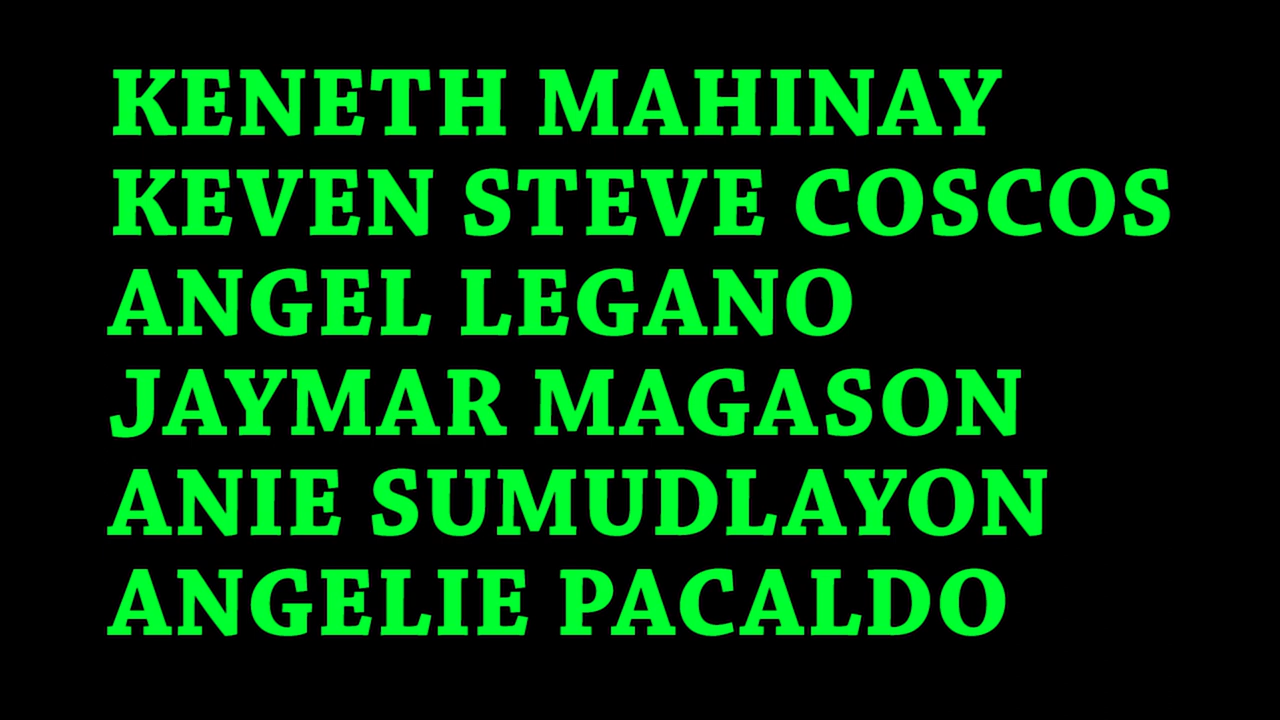 KENETH MAHINAY
KEVEN STEVE COSCOS
ANGEL LEGANO
JAYMAR MAGASON
ANIE SUMUDLAYON
ANGELIE PACALDO